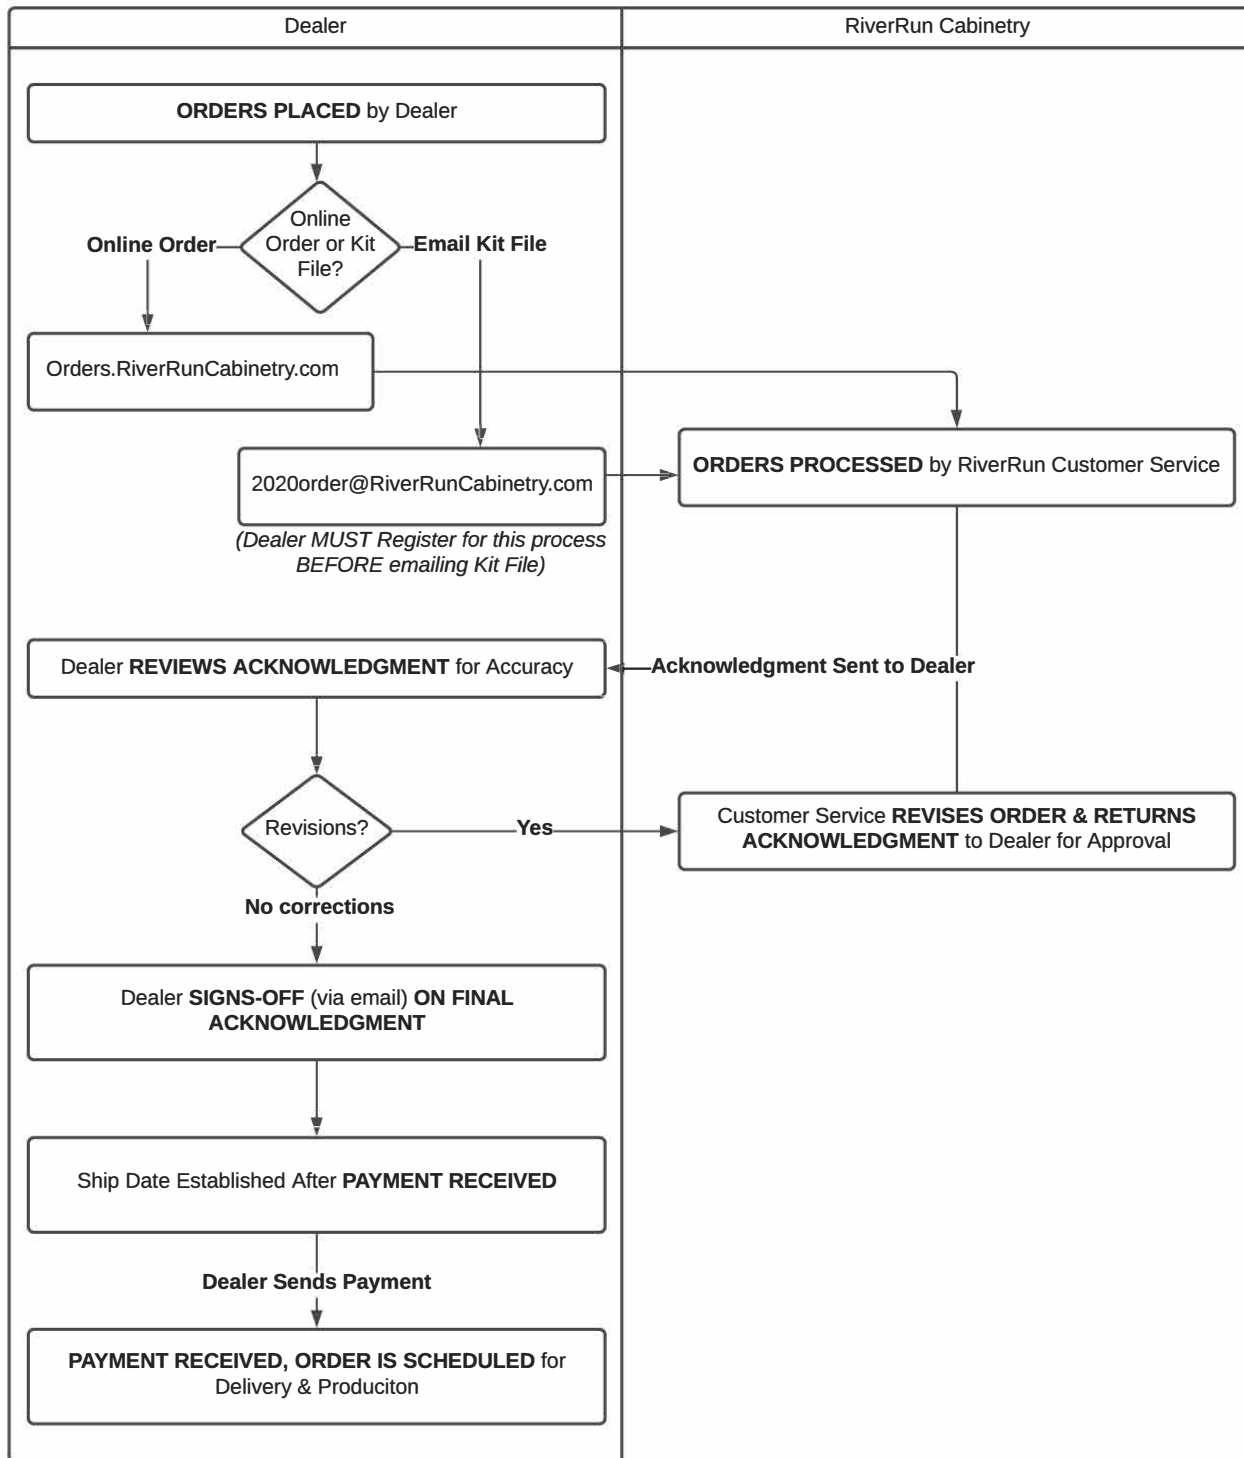 Dealer
RiverRun Cabinetry
ORDERS PLACED by Dealer
Online
Order or Kit
File?
Online Order
Email Kit File
Orders.RiverRunCabinetry.com
ORDERS PROCESSED by RiverRun Customer Service
2020order@RiverRunCabinetry.com
(Dealer MUST Register for this process
BEFORE emailing Kit File)
Dealer REVIEWS ACKNOWLEDGMENT for Accuracy
Acknowledgment Sent to Dealer
Revisions?
Yes
Customer Service REVISES ORDER & RETURNS
ACKNOWLEDGMENT to Dealer for Approval
No corrections
Dealer SIGNS-OFF (via email) ON FINAL
ACKNOWLEDGMENT
Ship Date Established After PAYMENT RECEIVED
Dealer Sends Payment
PAYMENT RECEIVED, ORDER IS SCHEDULED for
Delivery & Produciton